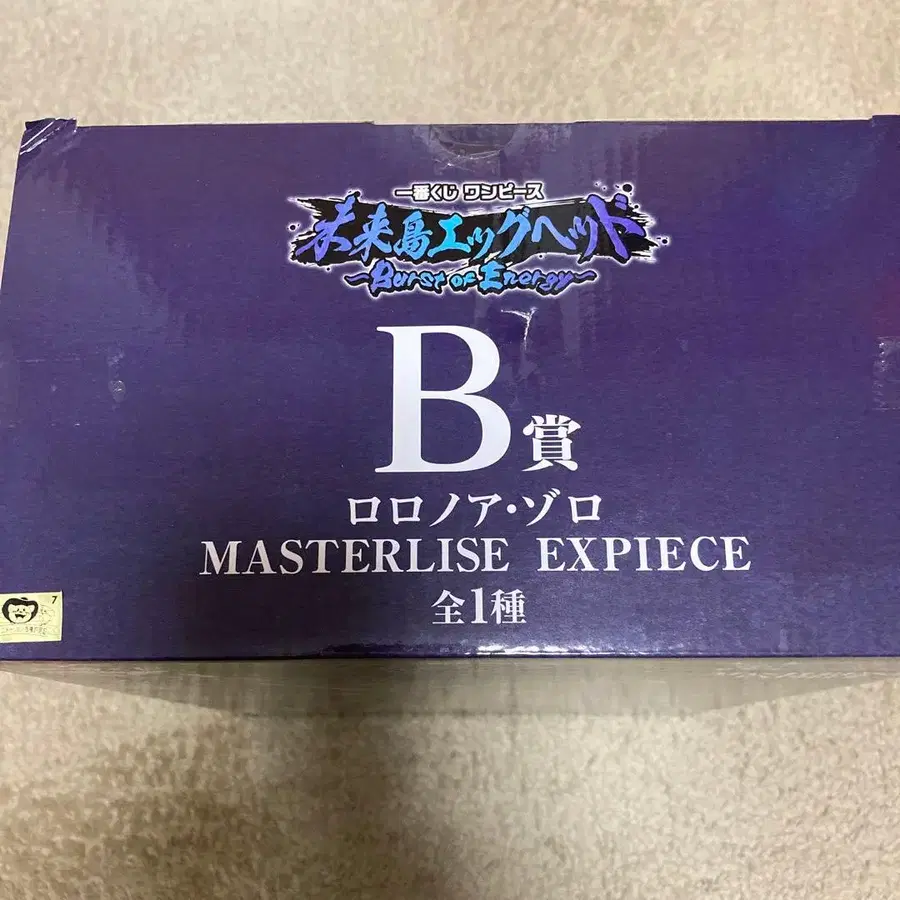 一番くじ ワンピース
未来島エッグヘッド
～Burst of Energy～
B賞
ロロノア・ゾロ
MASTERLISE EXPIECE
全1種
7